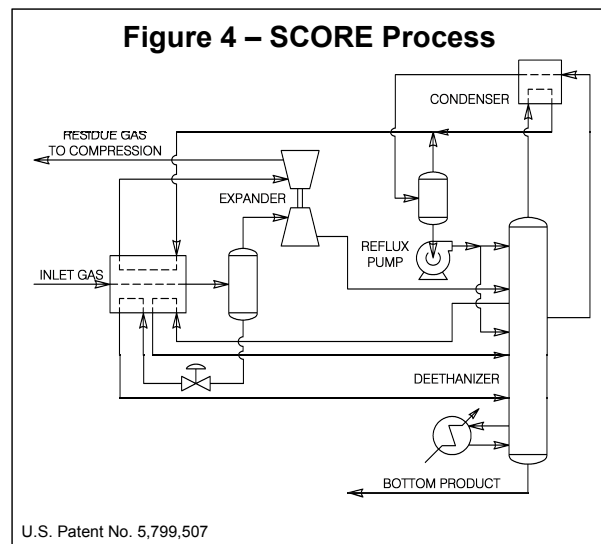 Figure 4 – SCORE Process
CONDENSER
RESIDUE GAS
TO COMPRESSION
EXPANDER
REFLUX
PUMP
INLET GAS
DEETHANIZER
BOTTOM PRODUCT
U.S. Patent No. 5,799,507